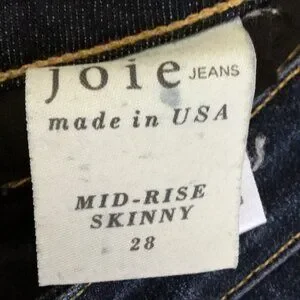 Joie JEANS
made in USA
MID-RISE
SKINNY
28